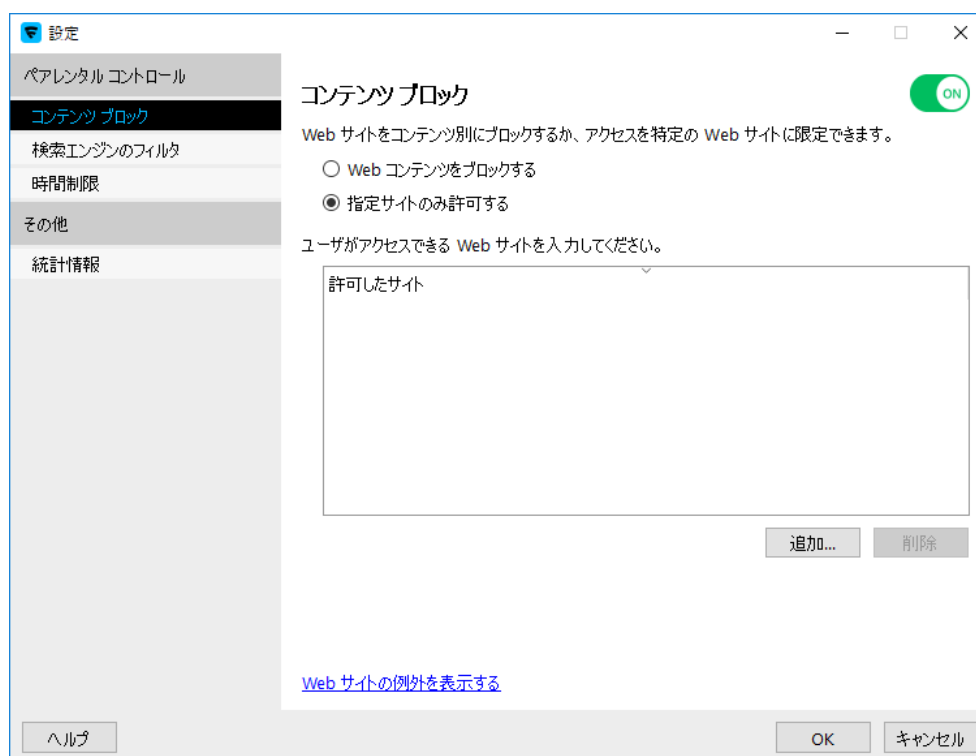 設定
ペアレンタル コントロール
コンテンツ ブロック
検索エンジンのフィルタ
時間制限
その他
統計情報
コンテンツ ブロック
ON
Web サイトをコンテンツ別にブロックするか、アクセスを特定の Web サイトに限定できます。
Web コンテンツをブロックする
指定サイトのみ許可する
ユーザがアクセスできる Web サイトを入力してください。
許可したサイト
追加...
削除
Web サイトの例外を表示する
ヘルプ
OK
キャンセル